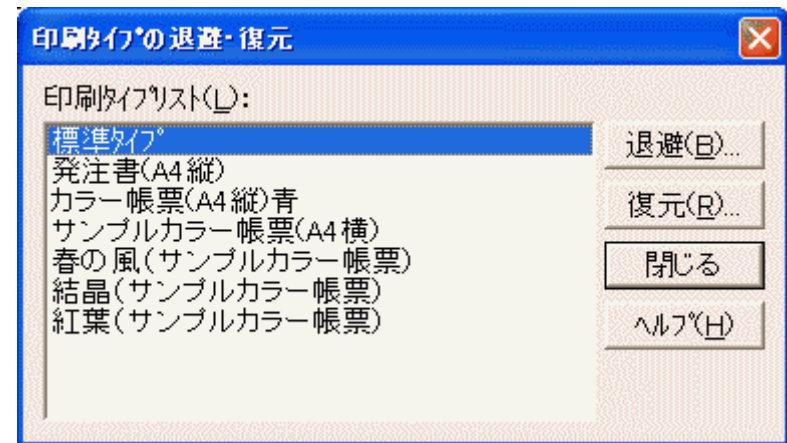 印刷ﾀｲﾌﾟの退避・復元
印刷ﾀｲﾌﾟﾘｽﾄ(L):
標準ﾀｲﾌﾟ
発注書(A4縦)
カラー帳票(A4縦)青
サンプルカラー帳票(A4横)
春の風(サンプルカラー帳票)
結晶(サンプルカラー帳票)
紅葉(サンプルカラー帳票)
退避(B)...
復元(R)...
閉じる
ﾍﾙﾌﾟ(H)